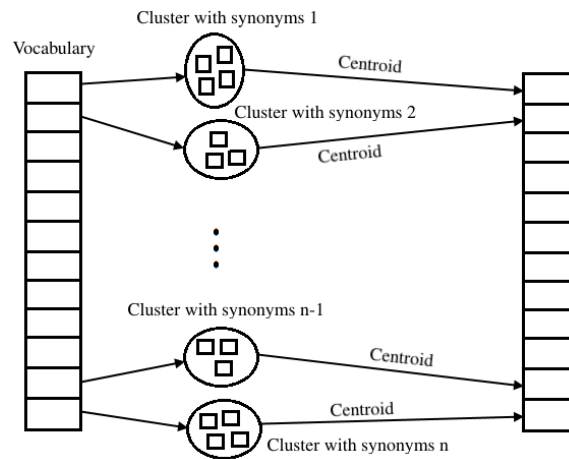 Cluster with synonyms 1
Vocabulary
Centroid
Cluster with synonyms 2
Centroid
Cluster with synonyms n-1
Centroid
Centroid
Cluster with synonyms n